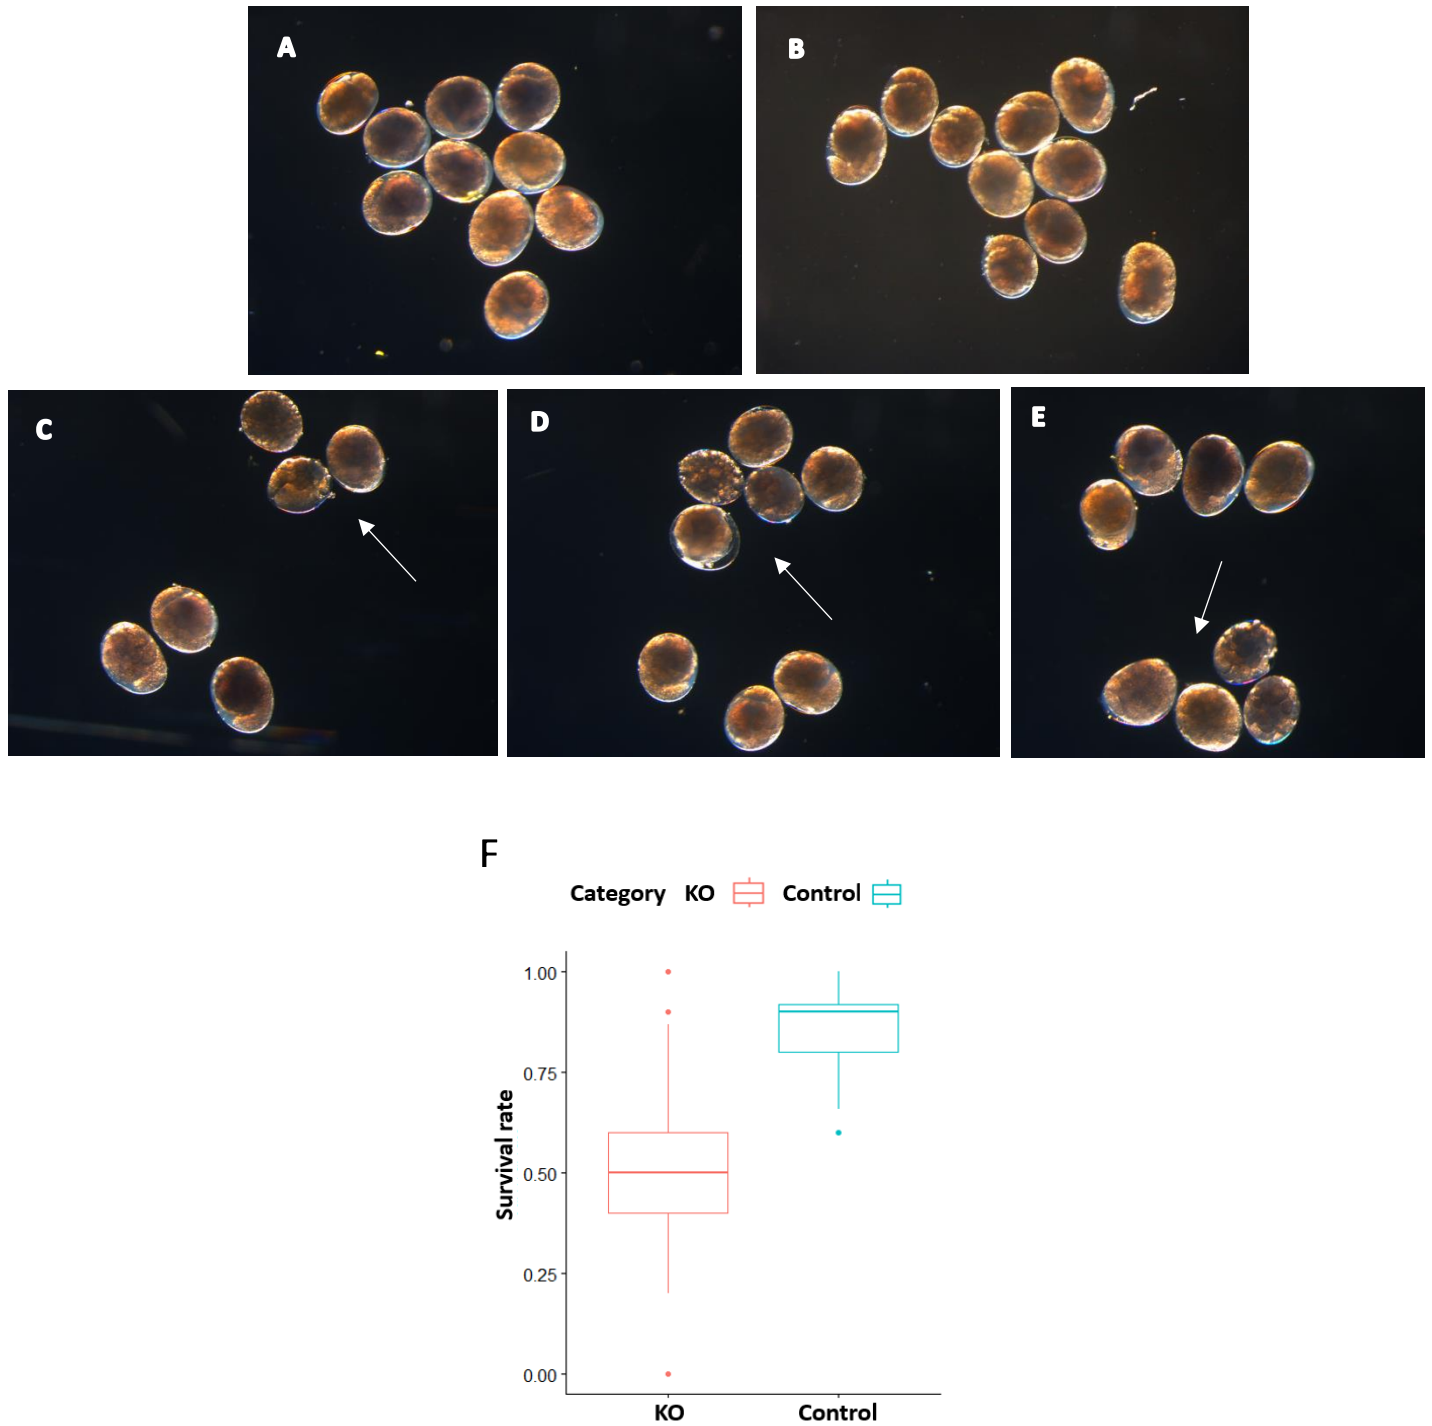 A
B
C
D
E
F
Category KO Control
1.00
0.75
0.50
0.25
0.00
Survival rate
KO Control